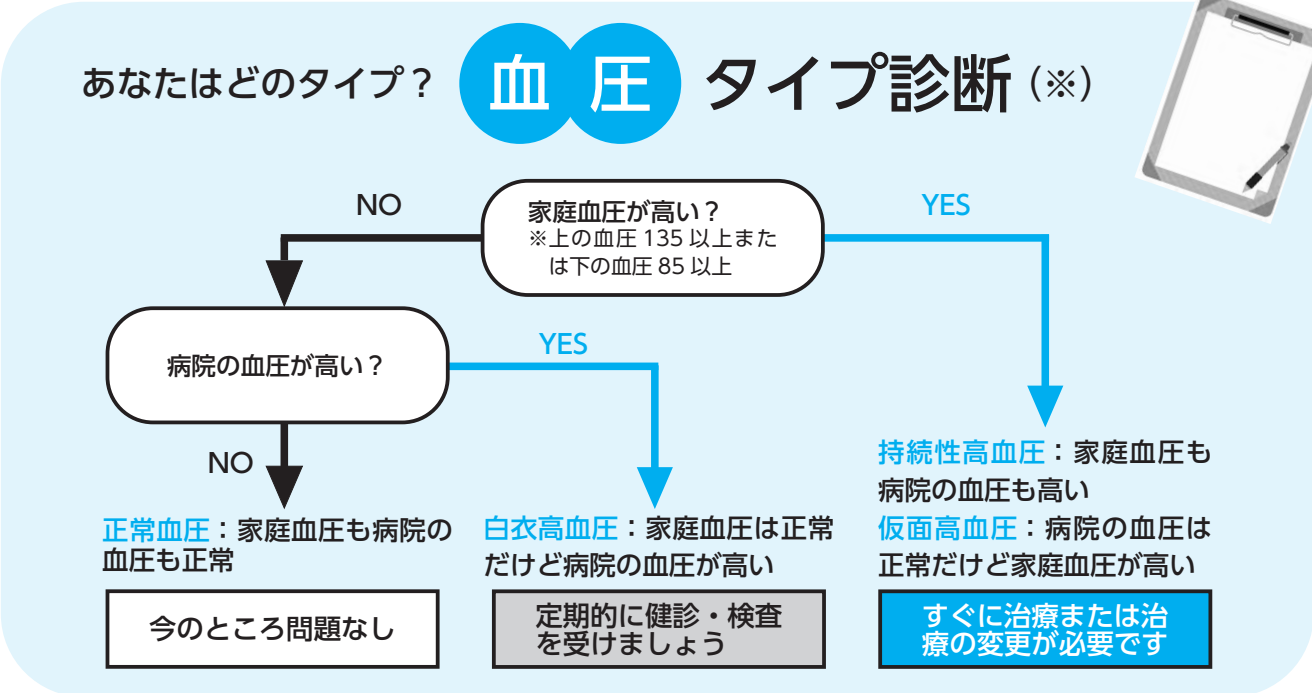 あなたはどのタイプ? 血圧 タイプ診断(※)
NO
家庭血圧が高い?
※上の血圧 135 以上また
は下の血圧 85 以上
YES
病院の血圧が高い?
YES
NO
正常血圧:家庭血圧も病院の
血圧も正常
今のところ問題なし
白衣高血圧:家庭血圧は正常
だけど病院の血圧が高い
定期的に健診・検査
を受けましょう
持続性高血圧:家庭血圧も
病院の血圧も高い
仮面高血圧:病院の血圧は
正常だけど家庭血圧が高い
すぐに治療または治
療の変更が必要です